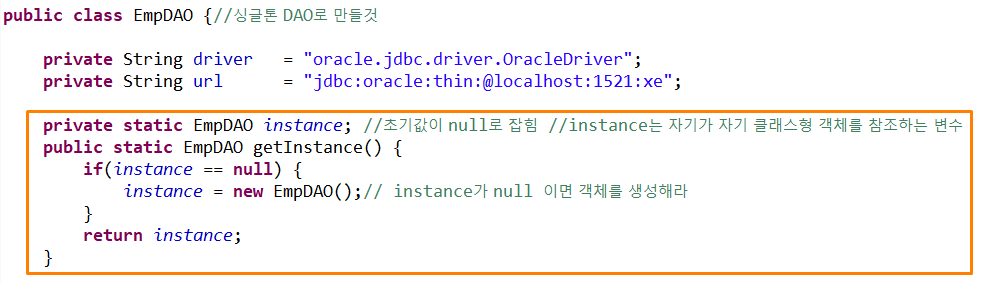 public class EmpDAO {//싱글톤 DAO로 만들것
private String driver = "oracle.jdbc.driver.OracleDriver";
private String url = "jdbc:oracle:thin:@localhost:1521:xe";
private static EmpDAO instance; //초기값이 null로 잡힘 //instance는 자기가 자기 클래스형 객체를 참조하는 변수
public static EmpDAO getInstance() {
if(instance == null) {
instance = new EmpDAO();// instance가 null 이면 객체를 생성해라
}
return instance;
}